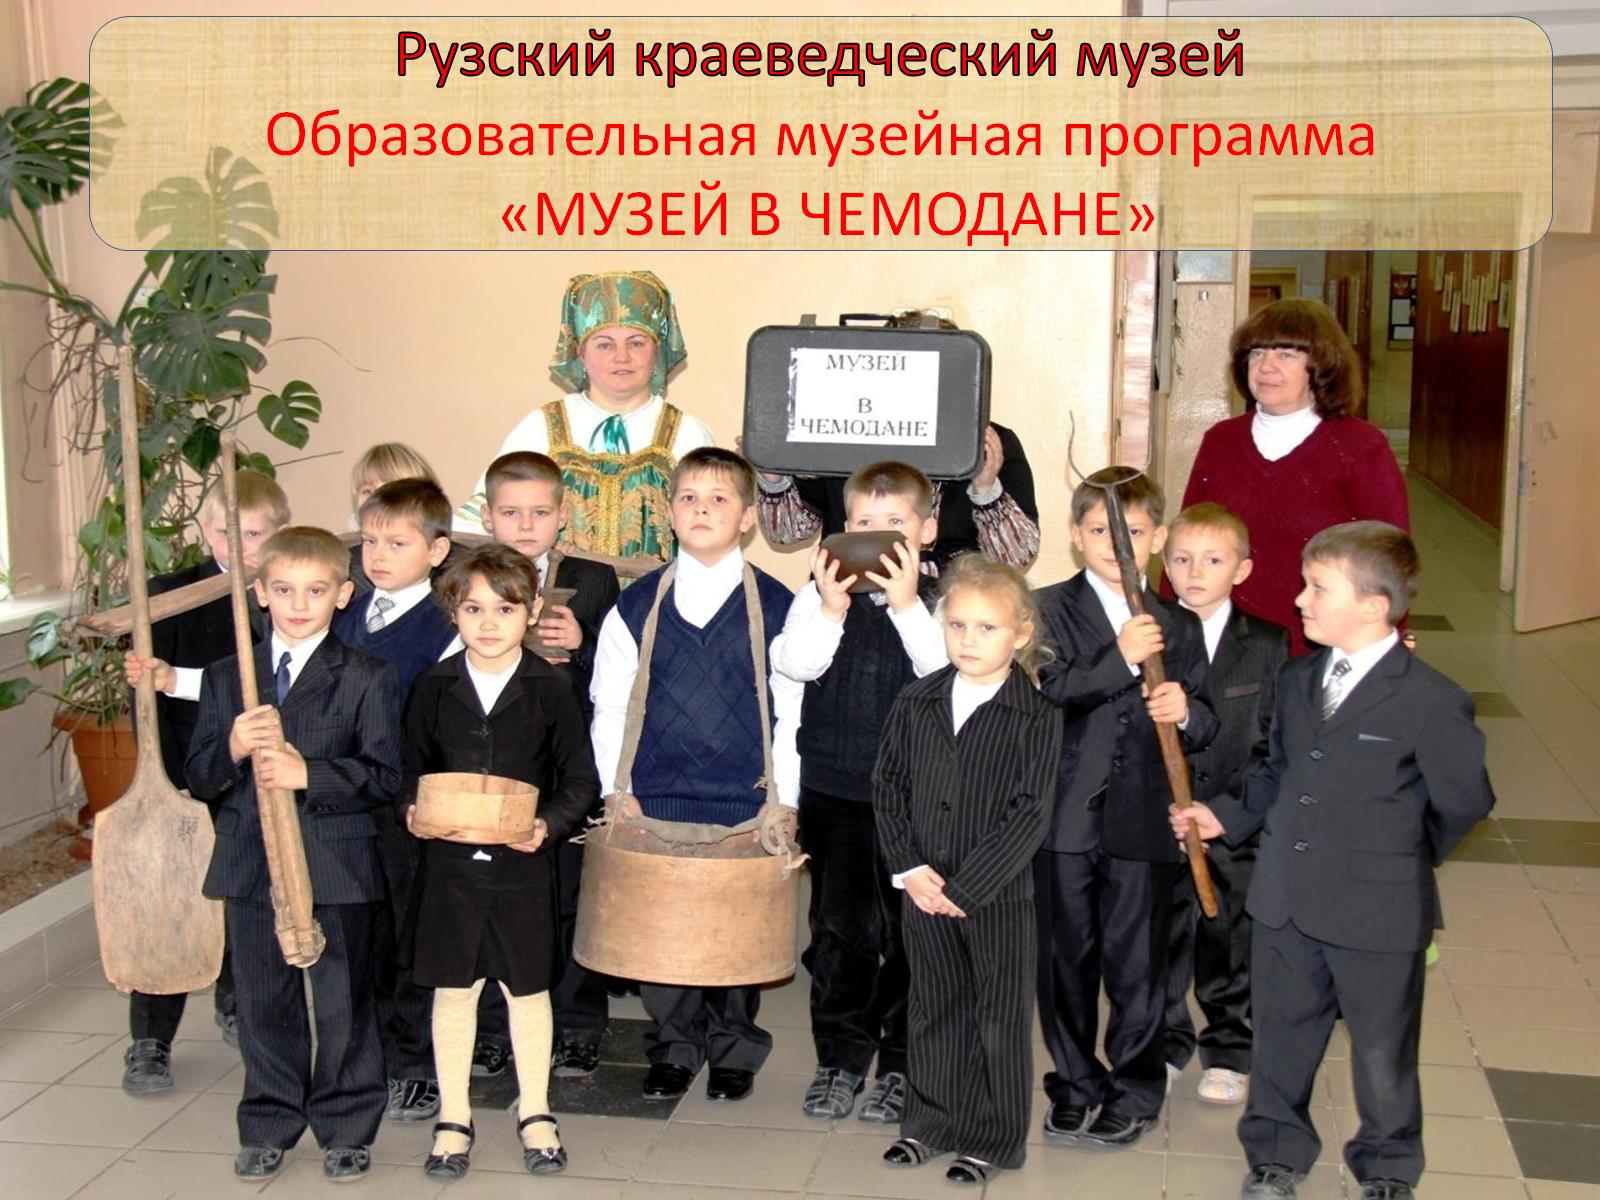 Рузский краеведческий музей
Образовательная музейная программа
«МУЗЕЙ В ЧЕМОДАНЕ»
МУЗЕЙ
В
ЧЕМОДАНЕ